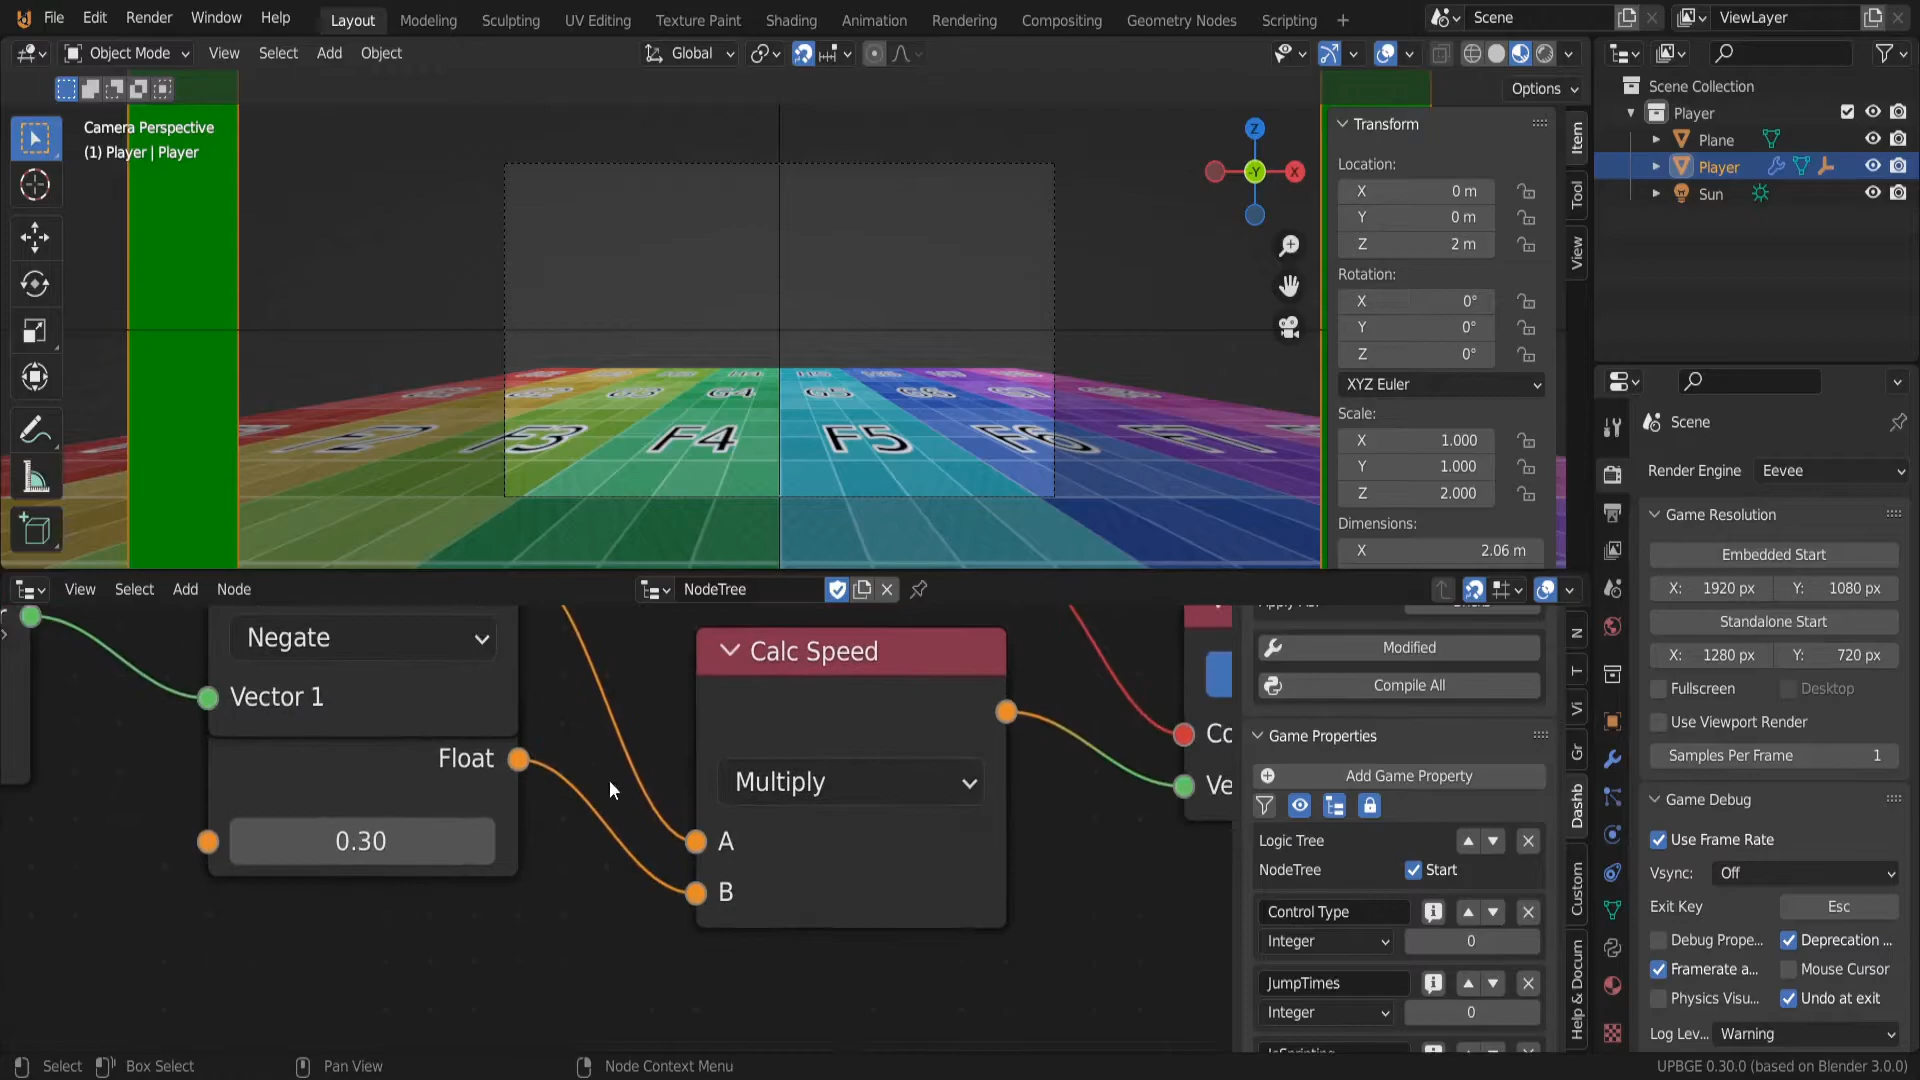 File Edit Render Window Help Layout Modeling Sculpting UV Editing Texture Paint Shading Animation Rendering Compositing Geometry Nodes Scripting Scene ViewLayer
Object Mode View Select Add Object Global
Options
Camera Perspective
(1) Player | Player
Z
-Y
X
F3
F4
F5
F6
G4
G5
Transform
Location:
X 0 m
Y 0 m
Z 2 m
Rotation:
X 0°
Y 0°
Z 0°
XYZ Euler
Scale:
X 1.000
Y 1.000
Z 2.000
Dimensions:
X 2.06 m
Item
Tool
View
Scene Collection
Player
Plane
Player
Sun
Scene
Render Engine Eevee
Game Resolution
Embedded Start
X: 1920 px Y: 1080 px
Standalone Start
X: 1280 px Y: 720 px
Fullscreen Desktop
Use Viewport Render
Samples Per Frame 1
Game Debug
Use Frame Rate
Vsync: Off
Exit Key Esc
Debug Prope... Deprecation ...
Framerate a... Mouse Cursor
Physics Visu... Undo at exit
Log Lev... Warning
View Select Add Node NodeTree
Negate
Vector 1
Float
0.30
Calc Speed
Multiply
A
B
Co
Ve
Modified
Compile All
Game Properties
Add Game Property
Logic Tree
NodeTree Start
Control Type
Integer 0
JumpTimes
Integer 0
N
T
Vi
Gr
Dashb
Custom
Help & Docum
Select Box Select Pan View Node Context Menu UPBGE 0.30.0 (based on Blender 3.0.0)